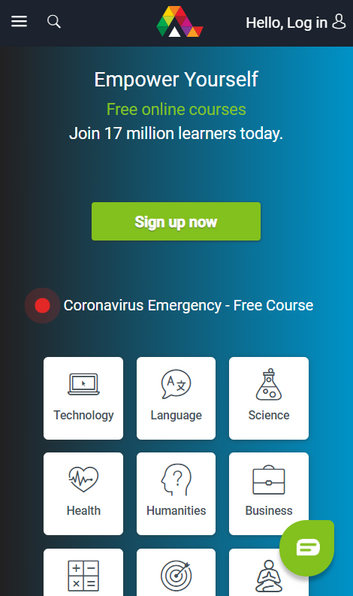 Hello, Log in
Empower Yourself
Free online courses
Join 17 million learners today.
Sign up now
Coronavirus Emergency - Free Course
Technology
Language
Science
Health
Humanities
Business